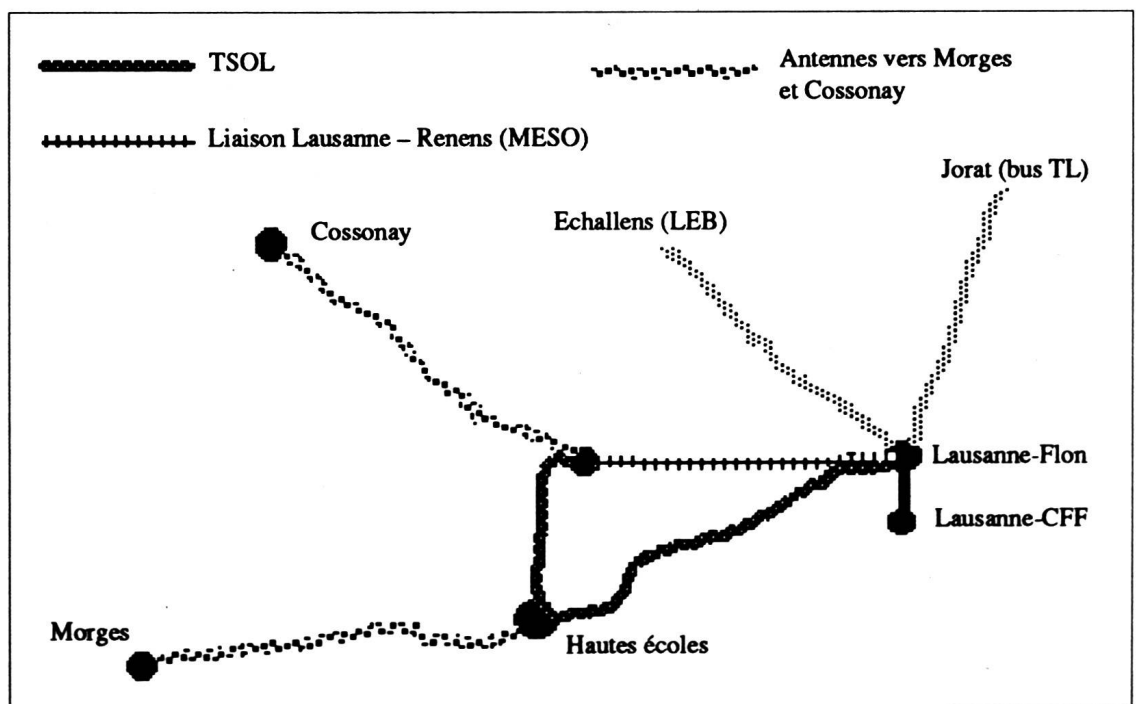 TSOL
Antennes vers Morges
et Cossonay
Liaison Lausanne – Renens (MESO)
Jorat (bus TL)
Echallens (LEB)
Cossonay
Lausanne-Flon
Lausanne-CFF
Morges
Hautes écoles